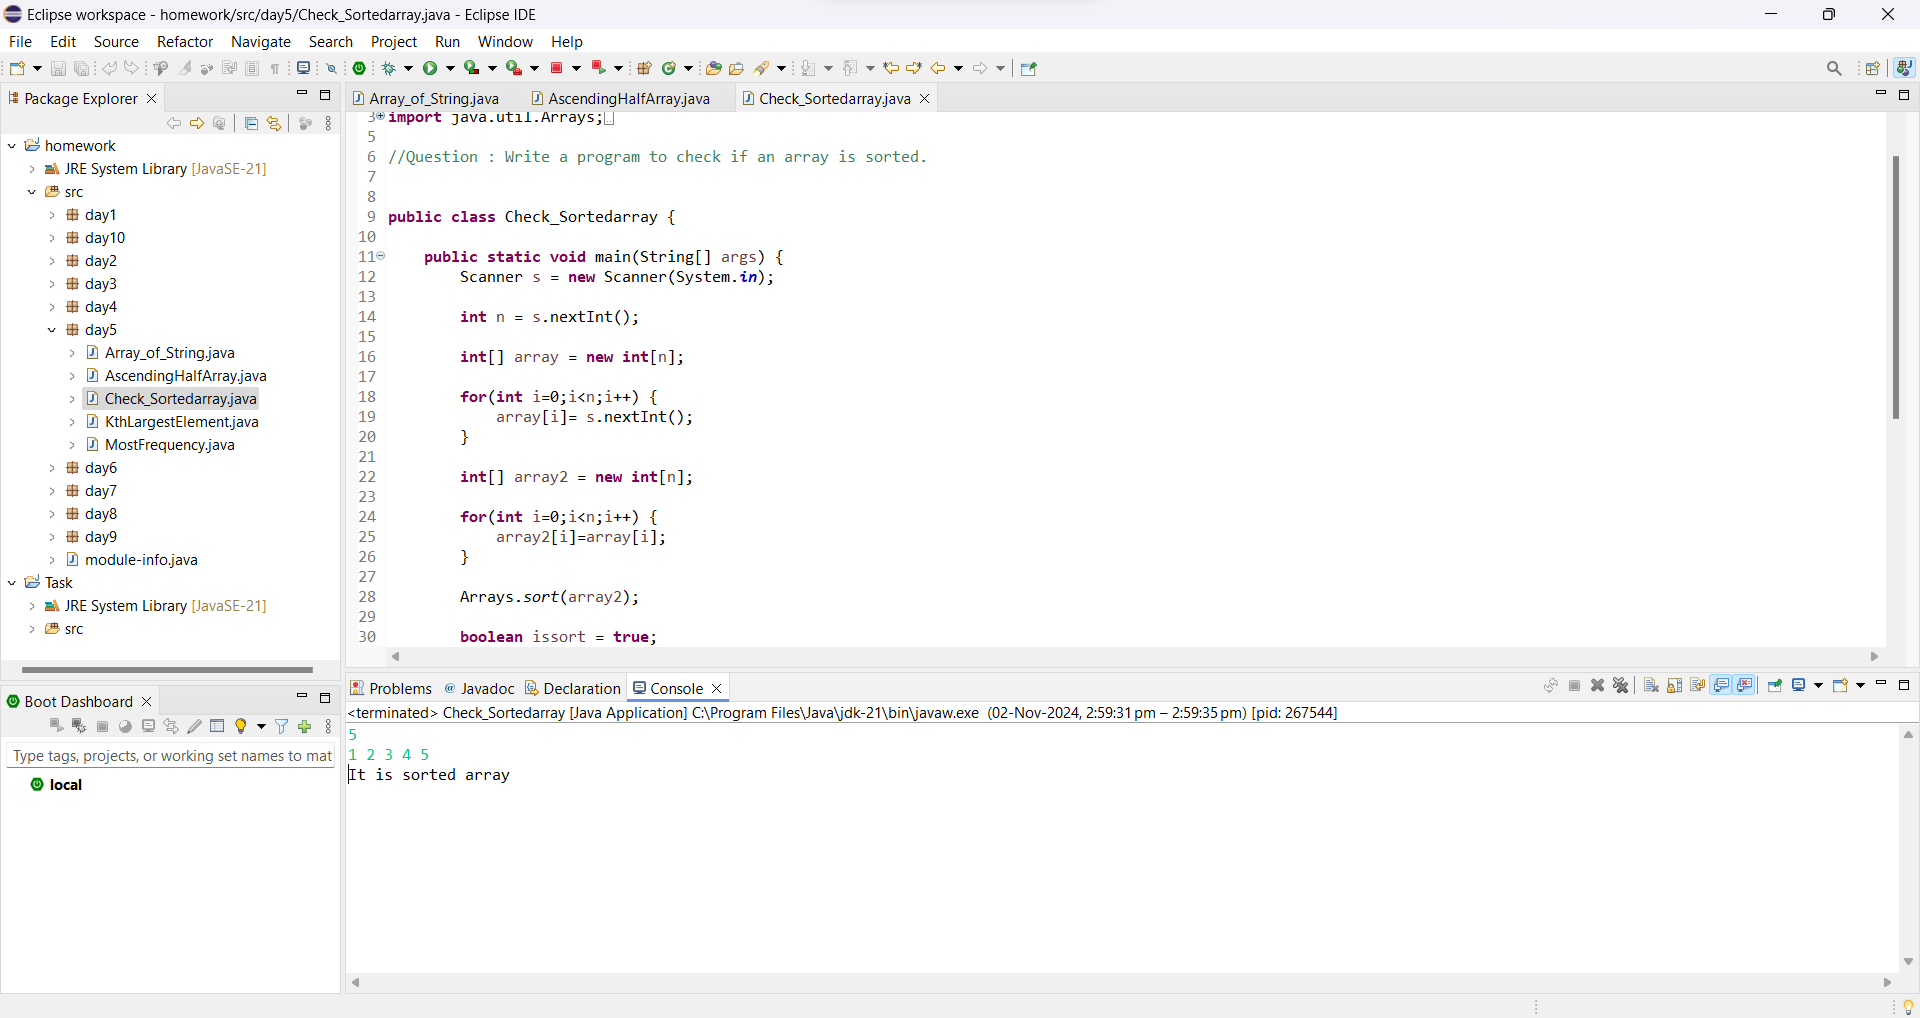 Eclipse workspace - homework/src/day5/Check_Sortedarray.java - Eclipse IDE
File Edit Source Refactor Navigate Search Project Run Window Help
Package Explorer
homework
JRE System Library [JavaSE-21]
src
day1
day10
day2
day3
day4
day5
Array_of_String.java
AscendingHalfArray.java
Check_Sortedarray.java
KthLargestElement.java
MostFrequency.java
day6
day7
day8
day9
module-info.java
Task
JRE System Library [JavaSE-21]
src
Boot Dashboard
Type tags, projects, or working set names to mat
local
Array_of_String.java AscendingHalfArray.java Check_Sortedarray.java
3 import java.util.Arrays;
5
6 //Question : Write a program to check if an array is sorted.
7
8
9 public class Check_Sortedarray {
10
11 public static void main(String[] args) {
12 Scanner s = new Scanner(System.in);
13
14 int n = s.nextInt();
15
16 int[] array = new int[n];
17
18 for(int i=0;i<n;i++) {
19 array[i]= s.nextInt();
20 }
21
22 int[] array2 = new int[n];
23
24 for(int i=0;i<n;i++) {
25 array2[i]=array[i];
26 }
27
28 Arrays.sort(array2);
29
30 boolean issort = true;
Problems Javadoc Declaration Console
<terminated> Check_Sortedarray [Java Application] C:\Program Files\Java\jdk-21\bin\javaw.exe (02-Nov-2024, 2:59:31 pm – 2:59:35 pm) [pid: 267544]
5
1 2 3 4 5
It is sorted array